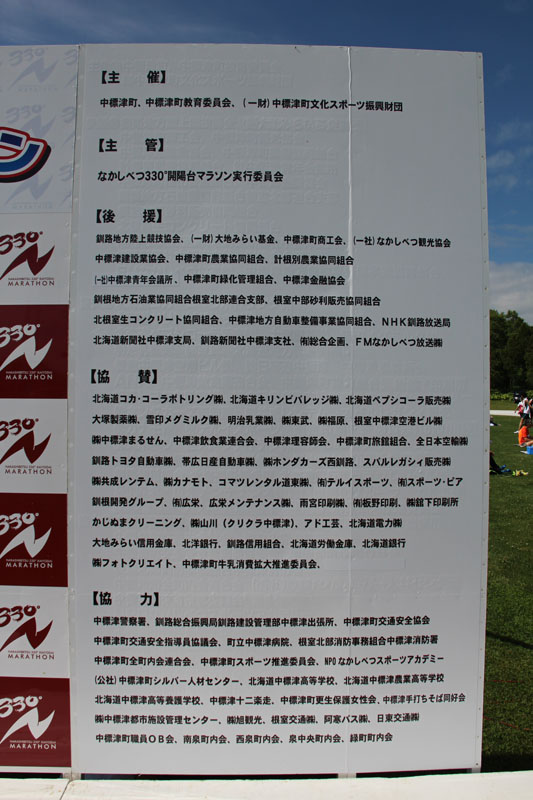 【主　催】
中標津町、中標津町教育委員会、（一財）中標津町文化スポーツ振興財団
【主　管】
なかしべつ330°開陽台マラソン実行委員会
【後　援】
釧路地方陸上競技協会、（一財）大地みらい基金、中標津町商工会、（一社）なかしべつ観光協会
中標津建設業協会、中標津町農業協同組合、計根別農業協同組合
(一社)中標津青年会議所、中標津町緑化管理組合、中標津金融協会
釧根地方石油業協同組合根室北部連合支部、根室中部砂利販売協同組合
北根室生コンクリート協同組合、中標津地方自動車整備事業協同組合、ＮＨＫ釧路放送局
北海道新聞社中標津支局、釧路新聞社中標津支社、㈲総合企画、ＦＭなかしべつ放送㈱
【協　賛】
北海道コカ・コーラボトリング㈱、北海道キリンビバレッジ㈱、北海道ペプシコーラ販売㈱
大塚製薬㈱、雪印メグミルク㈱、明治乳業㈱、㈱東武、㈱福原、根室中標津空港ビル㈱
㈱中標津まるせん、中標津飲食業連合会、中標津理容師会、中標津町旅館組合、全日本空輸㈱
釧路トヨタ自動車㈱、帯広日産自動車㈱、㈱ホンダカーズ西釧路、スバルレガシィ販売㈱
㈱共成レンテム、㈱カナモト、コマツレンタル道東㈱、㈲テルイスポーツ、㈲スポーツ・ピア
釧根開発グループ、㈲広栄、広栄メンテナンス㈱、雨宮印刷㈱、㈲板野印刷、㈱舘下印刷所
かじぬまクリーニング、㈱山川（クリクラ中標津）、アド工芸、北海道電力㈱
大地みらい信用金庫、北洋銀行、釧路信用組合、北海道労働金庫、北海道銀行
㈱フォトクリエイト、中標津町牛乳消費拡大推進委員会、
【協　力】
中標津警察署、釧路総合振興局釧路建設管理部中標津出張所、中標津町交通安全協会
中標津町交通安全指導員協議会、町立中標津病院、根室北部消防事務組合中標津消防署
中標津町全町内会連合会、中標津町スポーツ推進委員会、NPOなかしべつスポーツアカデミー
（公社）中標津町シルバー人材センター、北海道中標津高等学校、北海道中標津農業高等学校
北海道中標津高等養護学校、中標津十二楽走、中標津町更生保護女性会、中標津手打ちそば同好会
㈱中標津都市施設管理センター、㈱旭観光、根室交通㈱、阿寒バス㈱、日東交通㈱
中標津町職員ＯＢ会、南泉町内会、西泉町内会、泉中央町内会、緑町町内会
330°
MARATHON
330°
MARATHON
330°
MARATHON
330°
MARATHON
330°
MARATHON
330°
MARATHON
330°
MARATHON